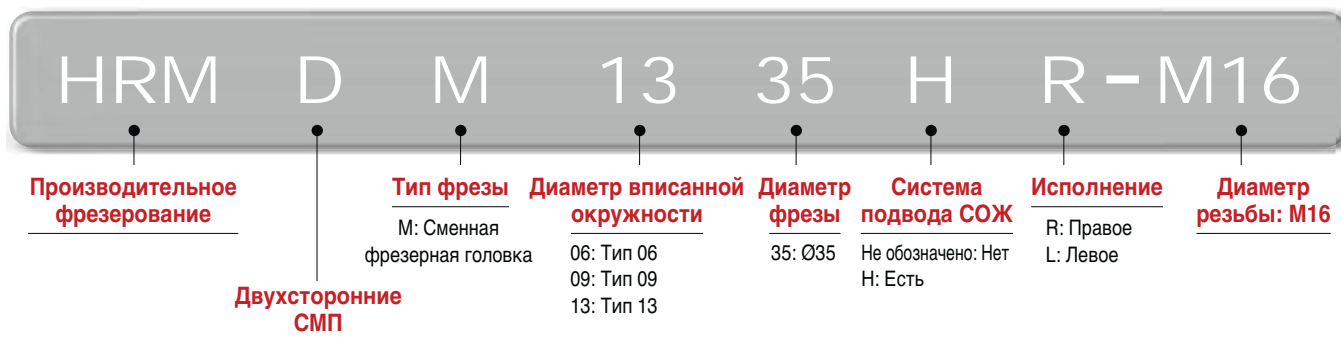 HRM D M 13 35 H R - M16
Производительное
фрезерование
Двухсторонние
СМП
Тип фрезы
М: Сменная
фрезерная головка
Диаметр вписанной
окружности
06: Тип 06
09: Тип 09
13: Тип 13
Диаметр
фрезы
35: Ø35
Система
подвода СОЖ
Не обозначено: Нет
Н: Есть
Исполнение
R: Правое
L: Левое
Диаметр
резьбы: М16